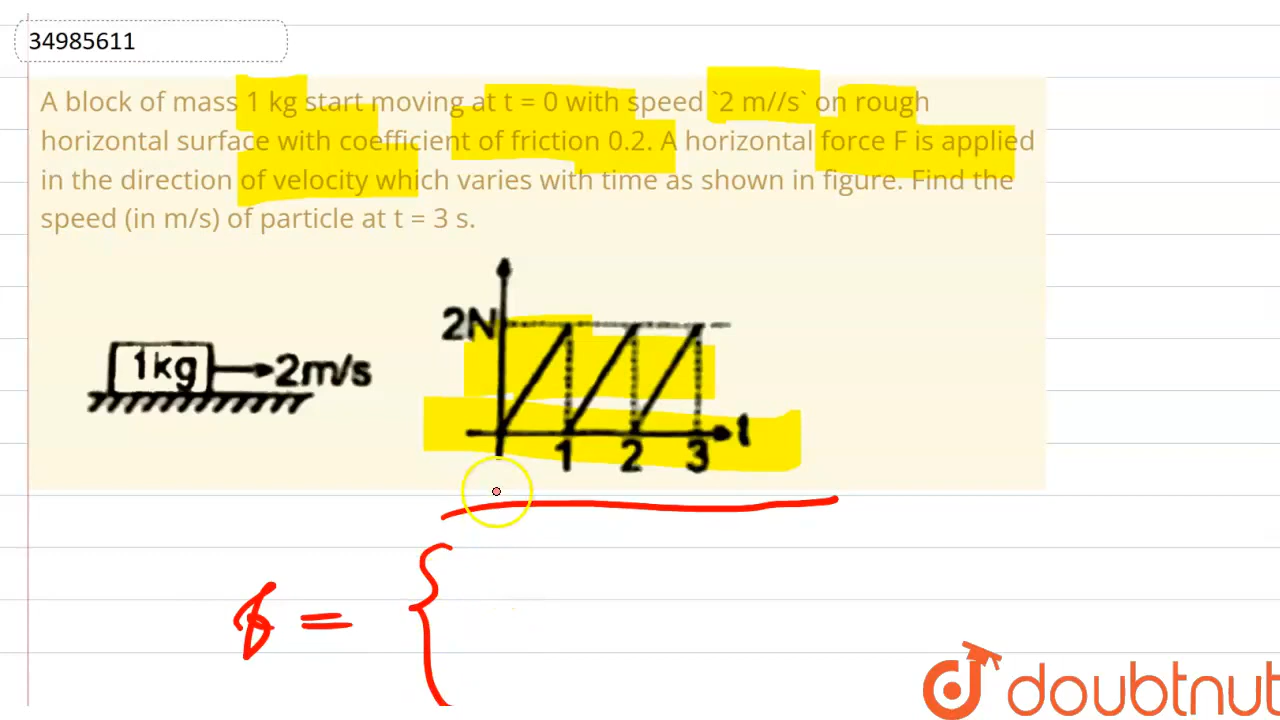 34985611
A block of mass 1 kg start moving at t = 0 with speed `2 m//s` on rough
horizontal surface with coefficient of friction 0.2. A horizontal force F is applied
in the direction of velocity which varies with time as shown in figure. Find the
speed (in m/s) of particle at t = 3 s.
2N
1kg
2m/s
t
1 2 3
f = {
doubtnut